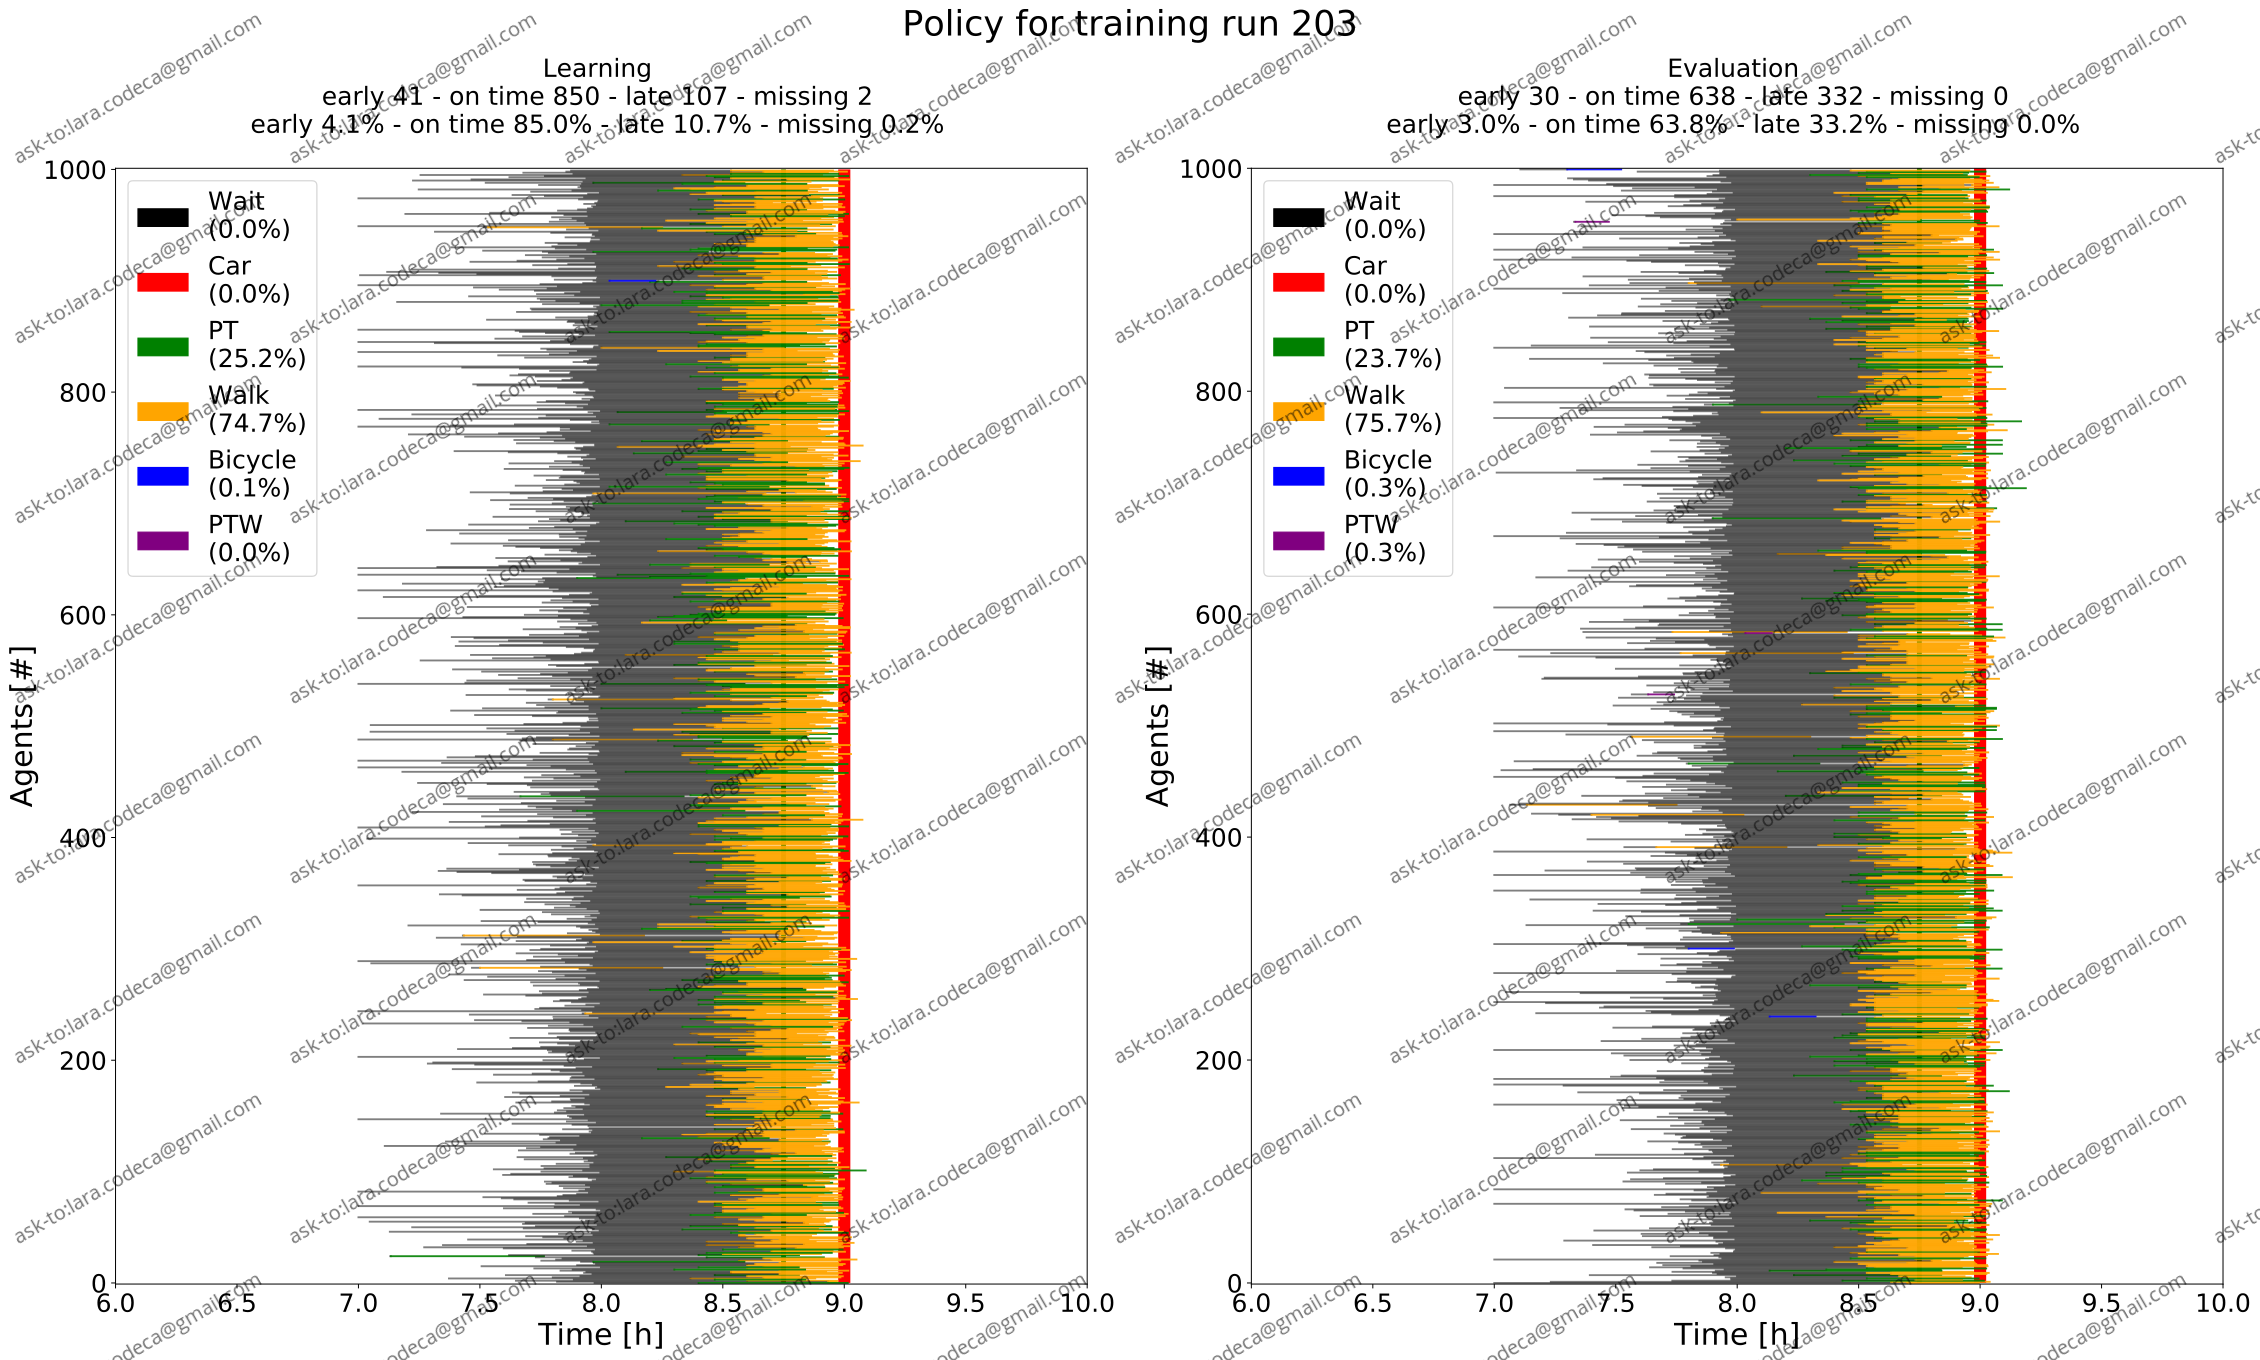 Policy for training run 203
Learning
early 41 - on time 850 - late 107 - missing 2
early 4.1% - on time 85.0% - late 10.7% - missing 0.2%
1000
800
600
400
200
0
Agents [#]
Wait
(0.0%)
Car
(0.0%)
PT
(25.2%)
Walk
(74.7%)
Bicycle
(0.1%)
PTW
(0.0%)
6.0 6.5 7.0 7.5 8.0 8.5 9.0 9.5 10.0
Time [h]
Evaluation
early 30 - on time 638 - late 332 - missing 0
early 3.0% - on time 63.8% - late 33.2% - missing 0.0%
1000
800
600
400
200
0
Agents [#]
Wait
(0.0%)
Car
(0.0%)
PT
(23.7%)
Walk
(75.7%)
Bicycle
(0.3%)
PTW
(0.3%)
6.0 6.5 7.0 7.5 8.0 8.5 9.0 9.5 10.0
Time [h]
ask-to:lara.codeca@gmail.com